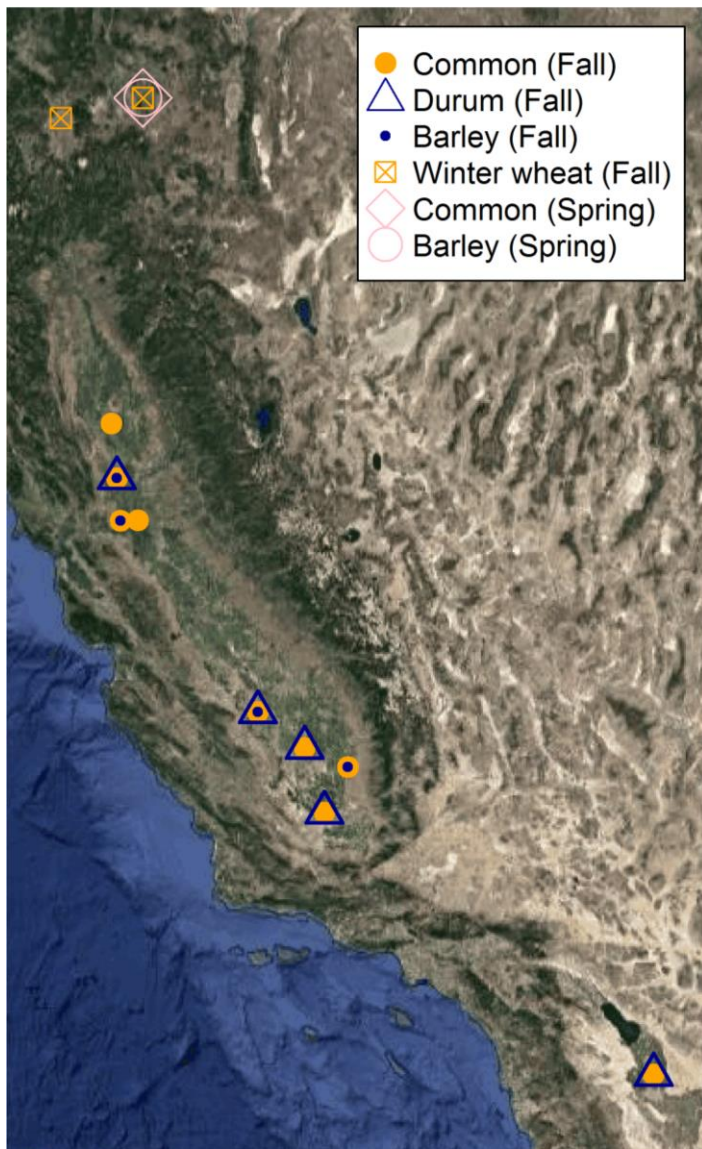 Common (Fall)
Durum (Fall)
Barley (Fall)
Winter wheat (Fall)
Common (Spring)
Barley (Spring)